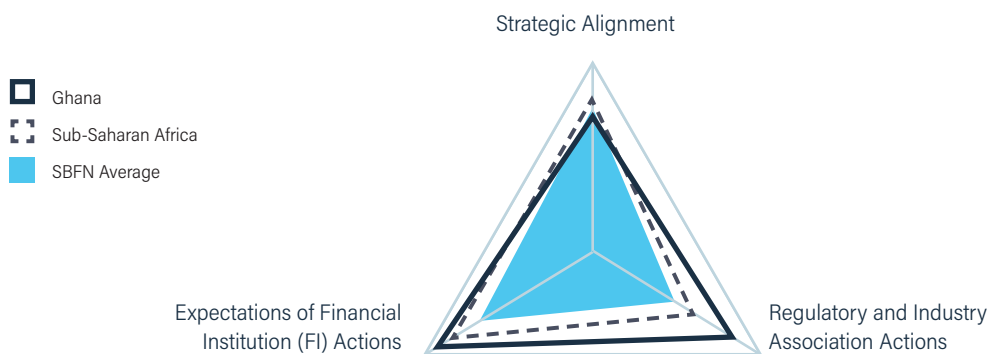 Strategic Alignment
Ghana
Sub-Saharan Africa
SBFN Average
Expectations of Financial
Institution (FI) Actions
Regulatory and Industry
Association Actions